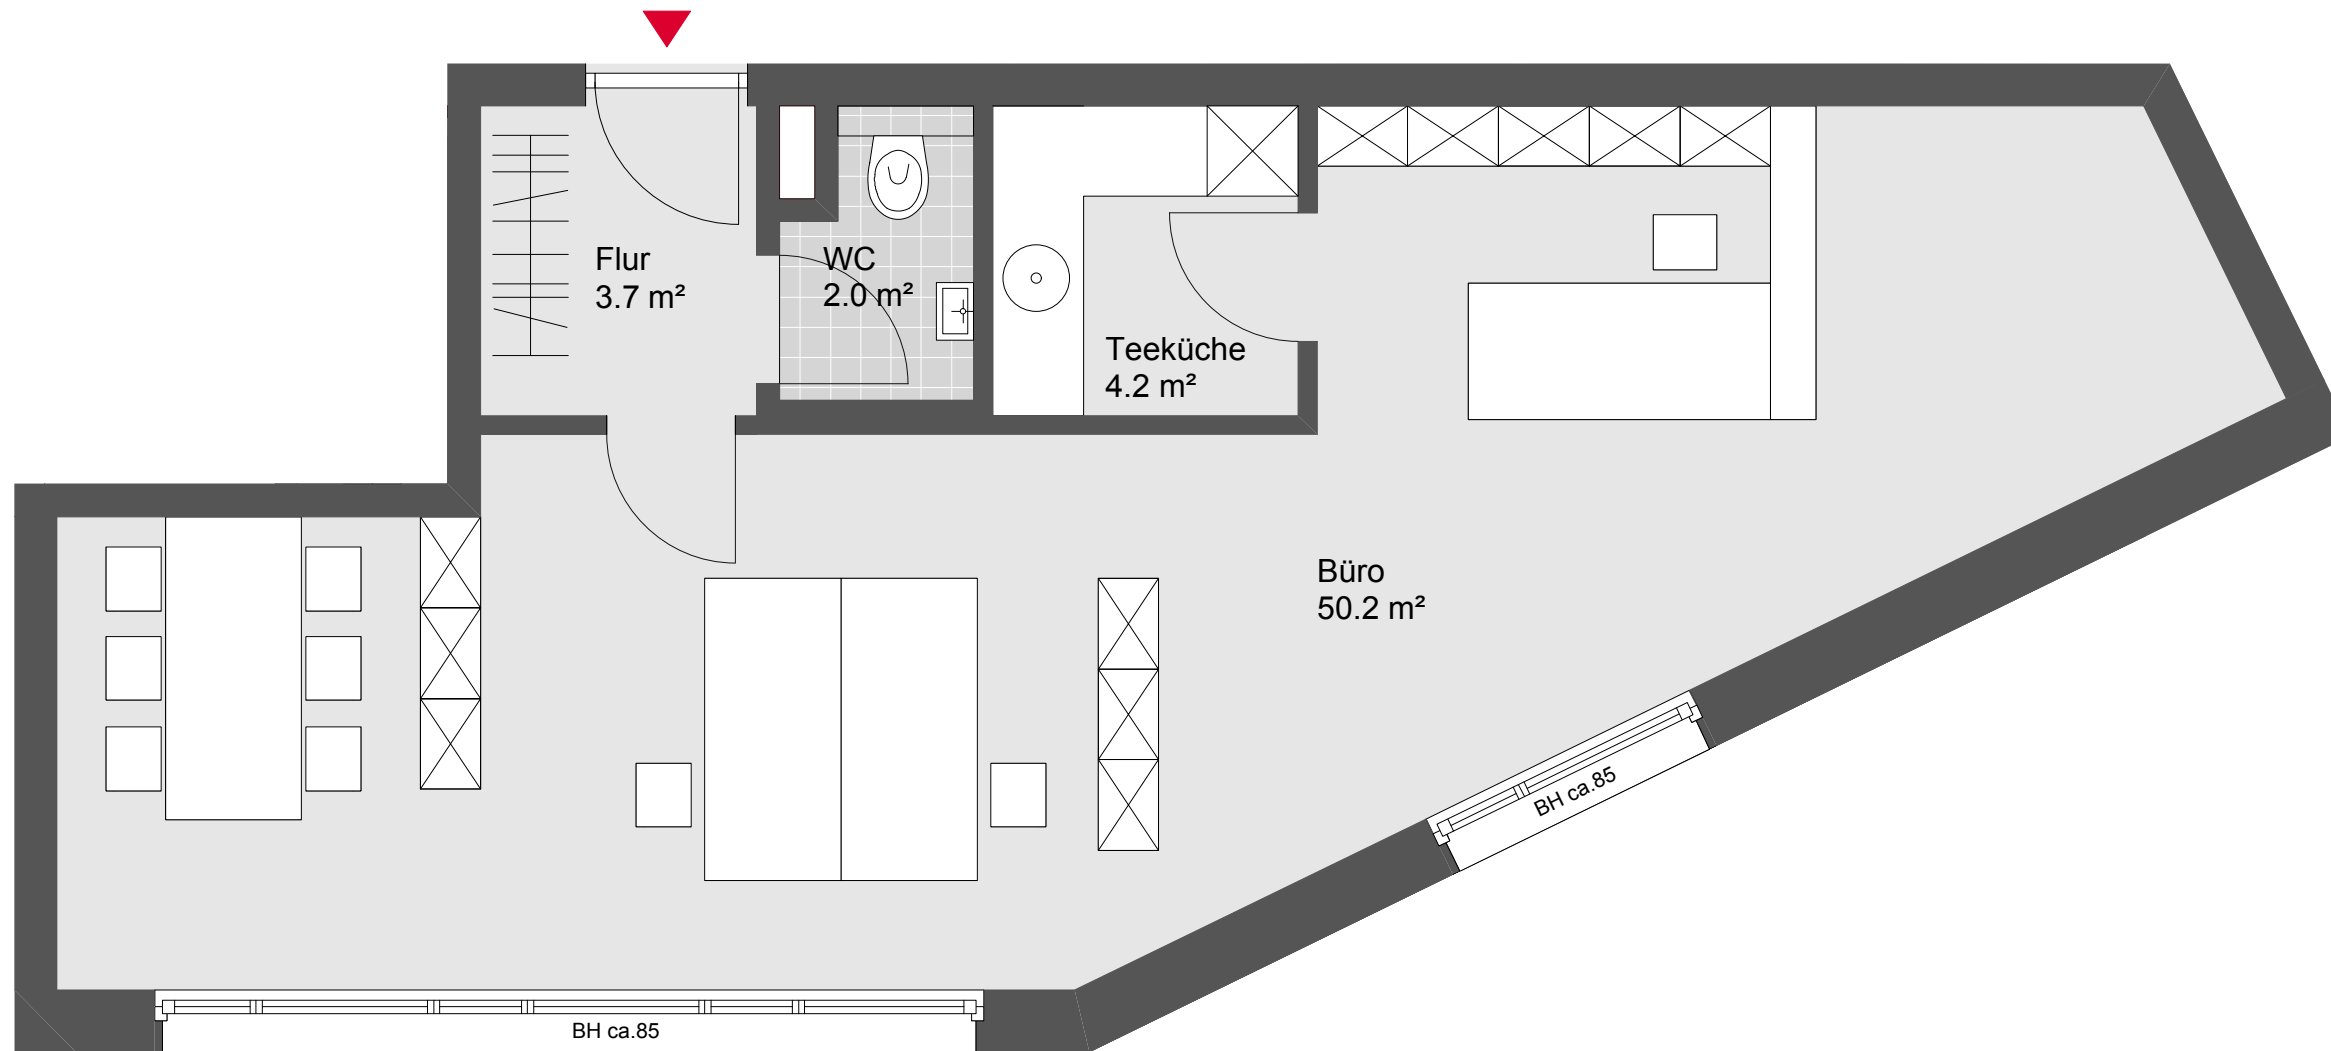 Flur
3.7 m²
WC
2.0 m²
Teeküche
4.2 m²
Büro
50.2 m²
BH ca.85
BH ca.85